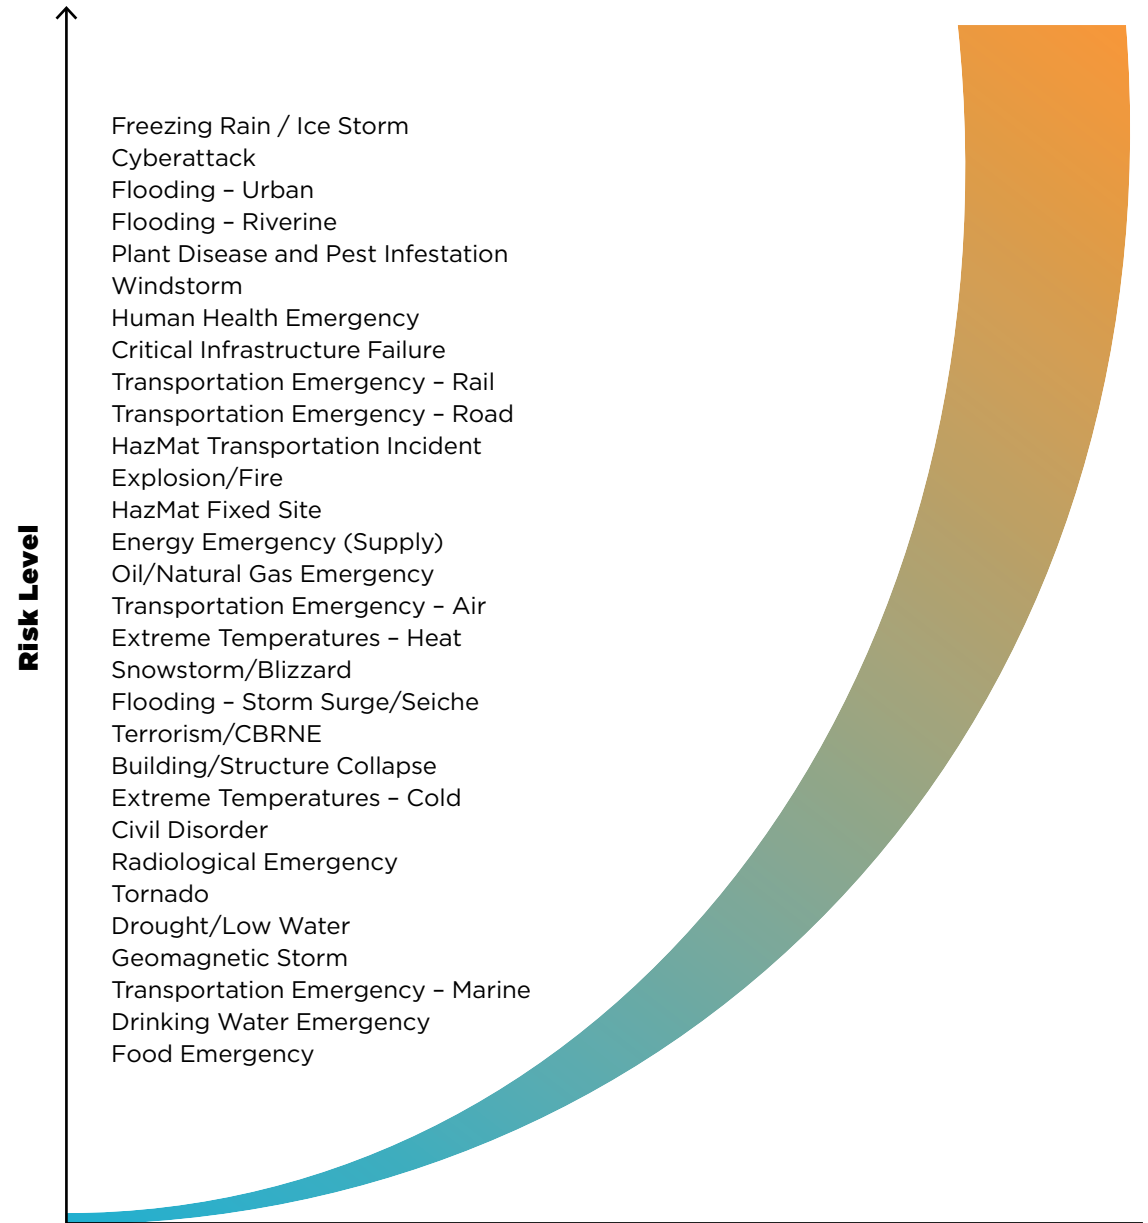 Freezing Rain / Ice Storm
Cyberattack
Flooding – Urban
Flooding – Riverine
Plant Disease and Pest Infestation
Windstorm
Human Health Emergency
Critical Infrastructure Failure
Transportation Emergency – Rail
Transportation Emergency – Road
HazMat Transportation Incident
Explosion/Fire
HazMat Fixed Site
Energy Emergency (Supply)
Oil/Natural Gas Emergency
Transportation Emergency – Air
Extreme Temperatures – Heat
Snowstorm/Blizzard
Flooding – Storm Surge/Seiche
Terrorism/CBRNE
Building/Structure Collapse
Extreme Temperatures – Cold
Civil Disorder
Radiological Emergency
Tornado
Drought/Low Water
Geomagnetic Storm
Transportation Emergency – Marine
Drinking Water Emergency
Food Emergency
Risk Level